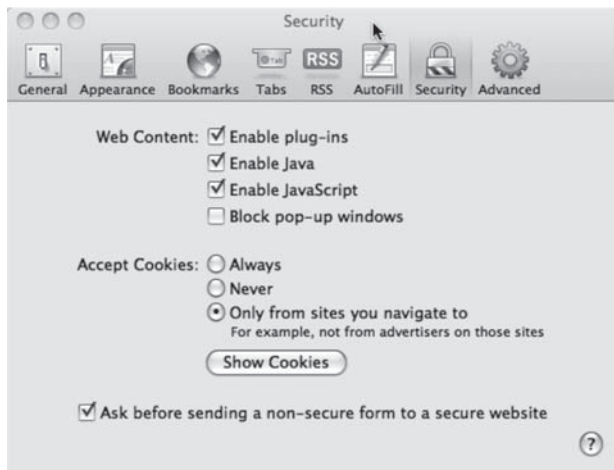 Security
General Appearance Bookmarks Tabs RSS AutoFill Security Advanced
RSS
Web Content: Enable plug-ins
Enable Java
Enable JavaScript
Block pop-up windows
Accept Cookies: Always
Never
Only from sites you navigate to
For example, not from advertisers on those sites
Show Cookies
Ask before sending a non-secure form to a secure website
?